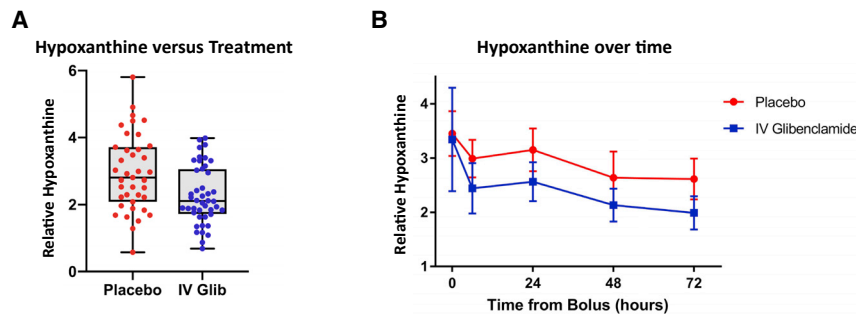 A
Hypoxanthine versus Treatment
Relative Hypoxanthine
6
4
2
0
Placebo
IV Glib
B
Hypoxanthine over time
Relative Hypoxanthine
4
3
2
1
0
24
48
72
Time from Bolus (hours)
Placebo
IV Glibenclamide